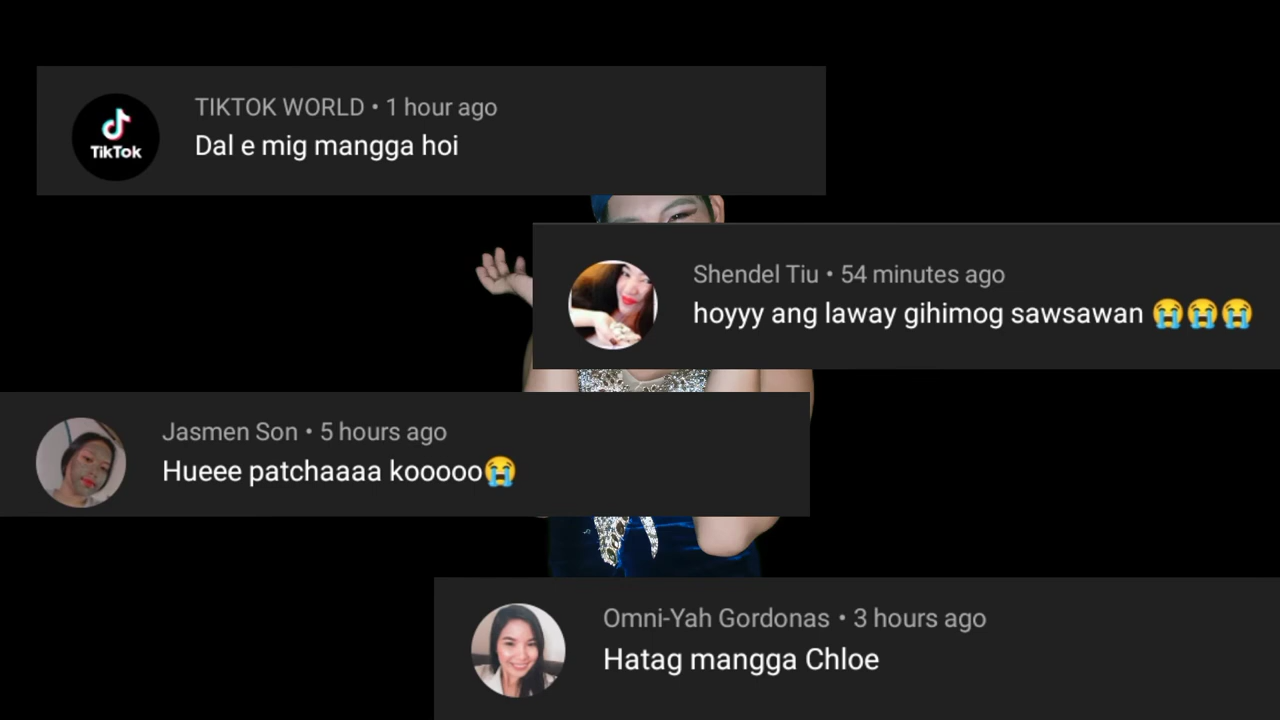 TikTok
TIKTOK WORLD • 1 hour ago
Dal e mig mangga hoi
Shendel Tiu • 54 minutes ago
hoyyy ang laway gihimog sawsawan 😭😭😭
Jasmen Son • 5 hours ago
Hueee patchaaaa kooooo😭
Omni-Yah Gordonas • 3 hours ago
Hatag mangga Chloe